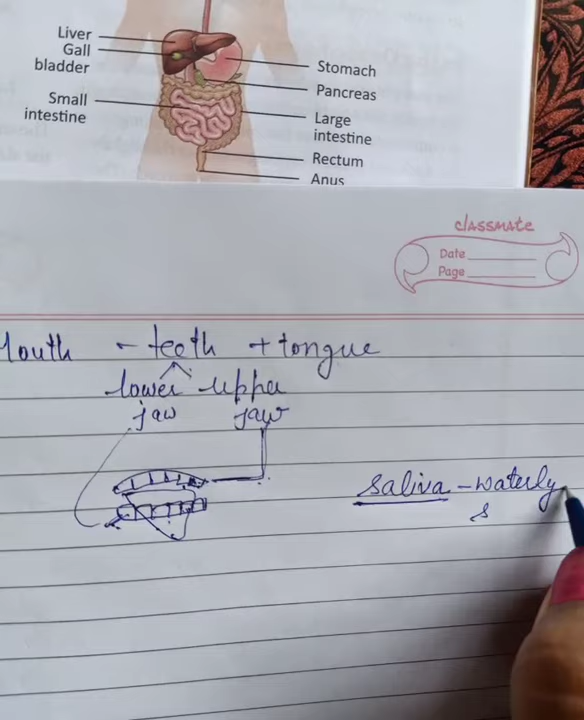 Liver
Gall
bladder
Small
intestine
Stomach
Pancreas
Large
intestine
Rectum
Anus
classmate
Date
Page
Mouth - teeth + tongue
lower upper
jaw jaw
saliva - waterly
s